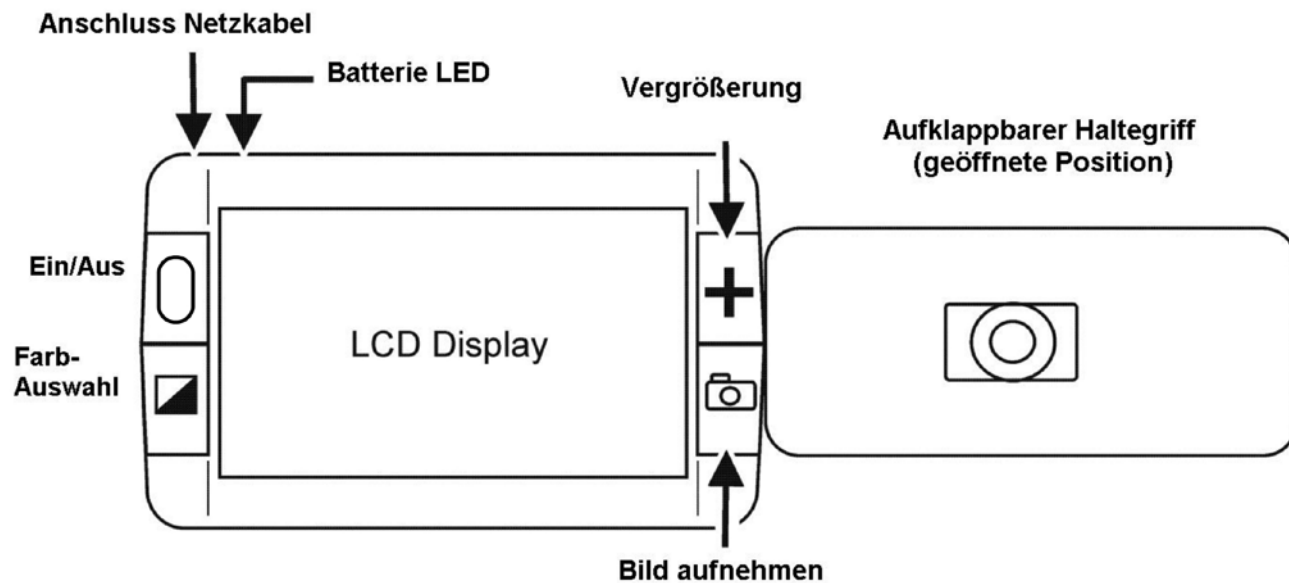 Anschluss Netzkabel
Batterie LED
Vergrößerung
Aufklappbarer Haltegriff
(geöffnete Position)
Ein/Aus
LCD Display
Farb-
Auswahl
Bild aufnehmen